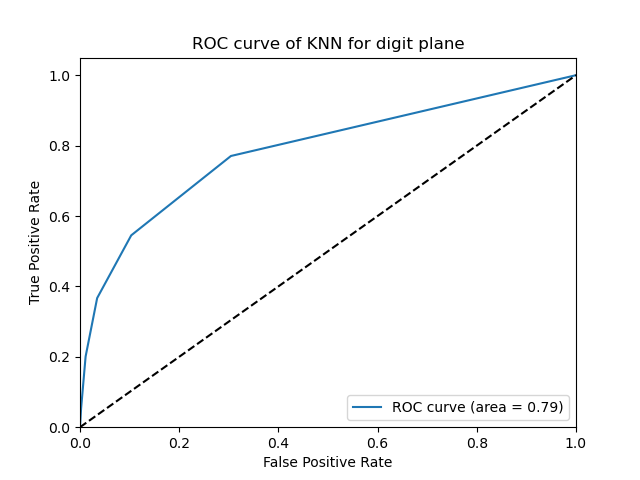 ROC curve of KNN for digit plane
True Positive Rate
1.0
0.8
0.6
0.4
0.2
0.0
ROC curve (area = 0.79)
0.0 0.2 0.4 0.6 0.8 1.0
False Positive Rate